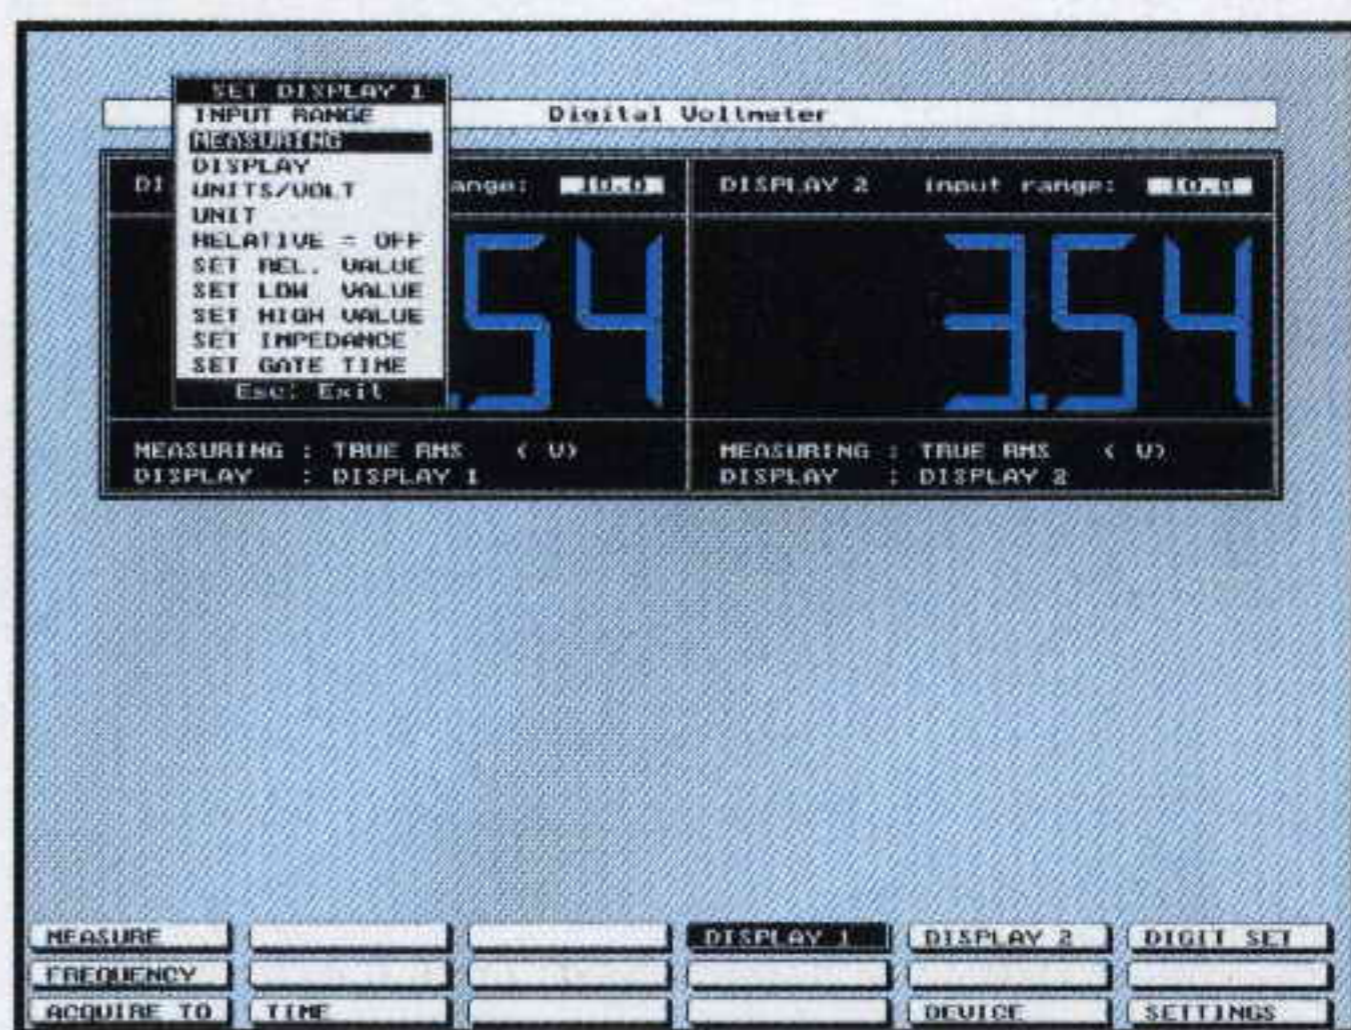 SET DISPLAY 1
INPUT RANGE
MEASURING
DISPLAY
UNITS/VOLT
UNIT
RELATIVE = OFF
SET REL. VALUE
SET LOW VALUE
SET HIGH VALUE
SET IMPEDANCE
SET GATE TIME
Esc: Exit
Digital Voltmeter
DI ange: 10.0
.54
MEASURING : TRUE RMS ( V)
DISPLAY : DISPLAY 1
DISPLAY 2 input range: 10.0
3.54
MEASURING : TRUE RMS ( V)
DISPLAY : DISPLAY 2
MEASURE DISPLAY 1 DISPLAY 2 DIGIT SET
FREQUENCY
ACQUIRE TO TIME DEVICE SETTINGS